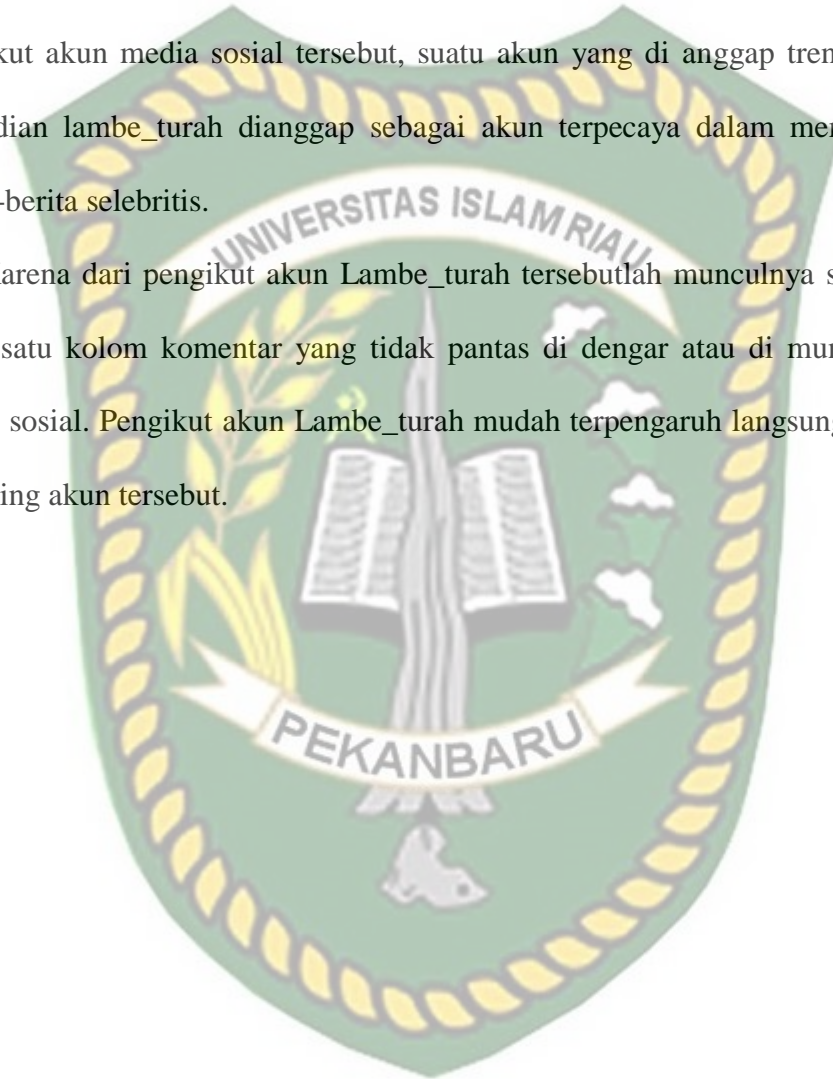 kut akun media sosial tersebut, suatu akun yang di anggap tren
dian lambe_turah dianggap sebagai akun terpecaya dalam mer
-berita selebritis.
UNIVERSITAS ISLAM RIAU
arena dari pengikut akun Lambe_turah tersebutlah munculnya s
satu kolom komentar yang tidak pantas di dengar atau di mun
sosial. Pengikut akun Lambe_turah mudah terpengaruh langsung
ing akun tersebut.
PEKANBARU